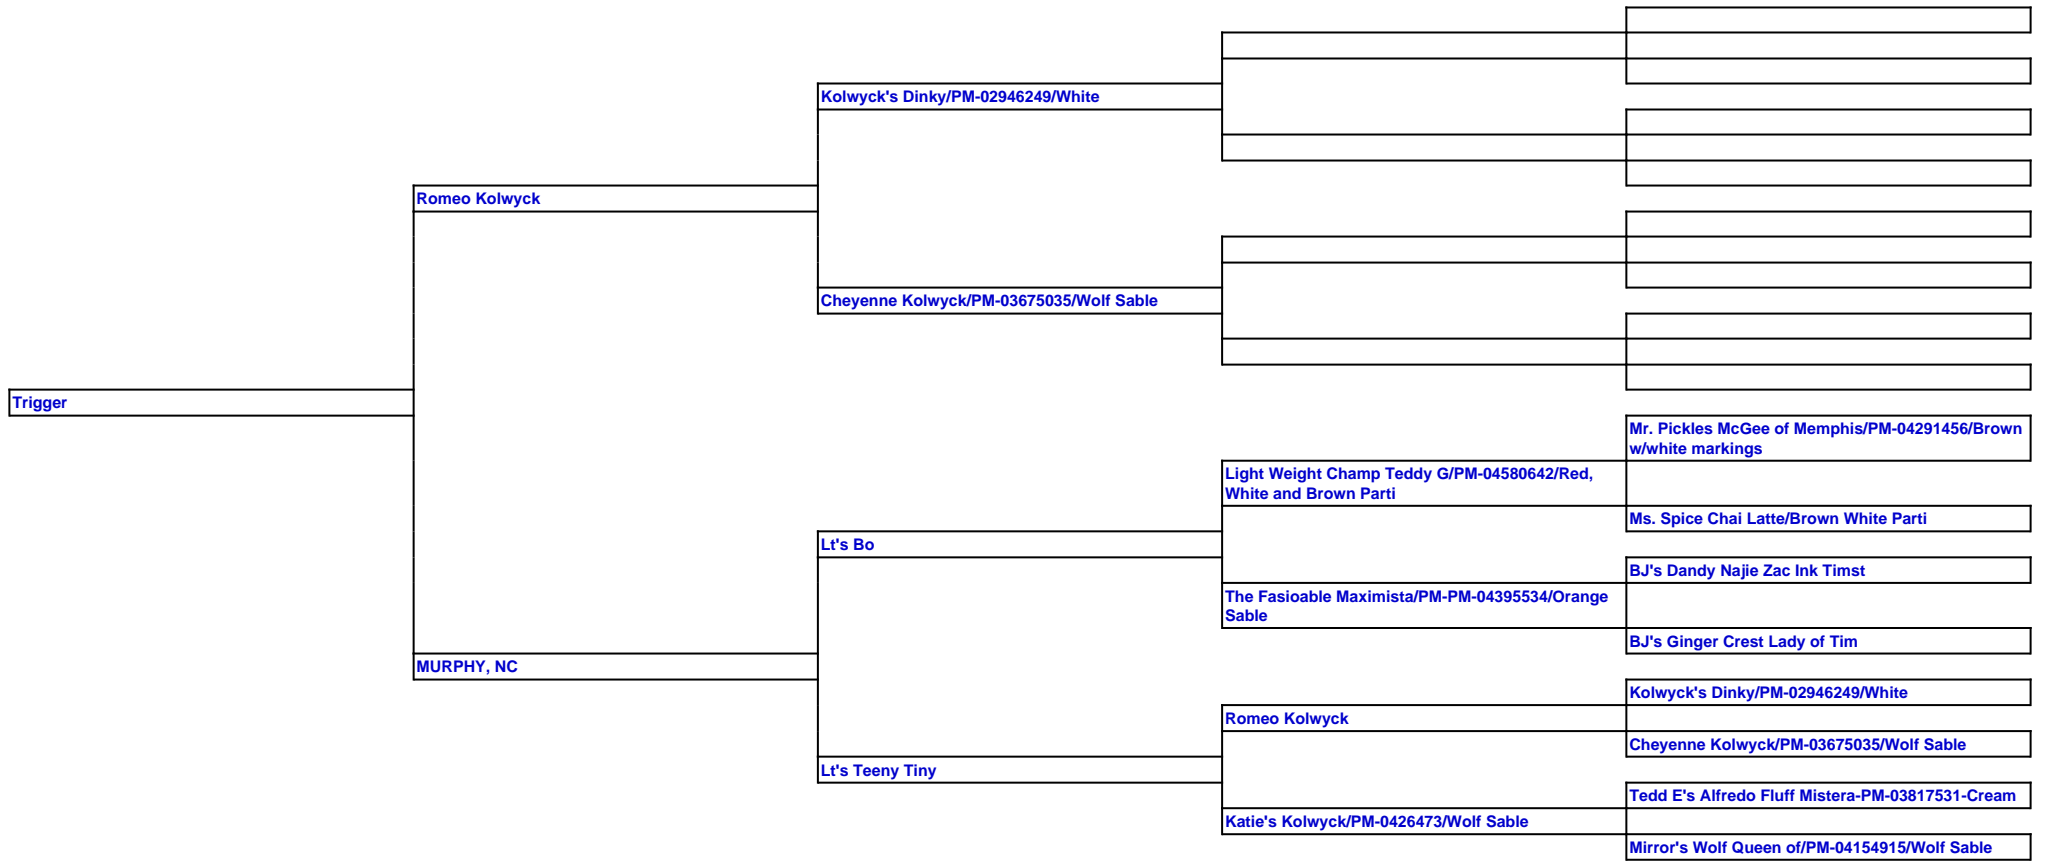 Kolwyck's Dinky/PM-02946249/White
Romeo Kolwyck
Cheyenne Kolwyck/PM-03675035/Wolf Sable
Trigger
Mr. Pickles McGee of Memphis/PM-04291456/Brown
w/white markings
Light Weight Champ Teddy G/PM-04580642/Red,
White and Brown Parti
Ms. Spice Chai Latte/Brown White Parti
Lt's Bo
BJ's Dandy Najie Zac Ink Timst
The Fasioable Maximista/PM-PM-04395534/Orange
Sable
BJ's Ginger Crest Lady of Tim
MURPHY, NC
Kolwyck's Dinky/PM-02946249/White
Romeo Kolwyck
Cheyenne Kolwyck/PM-03675035/Wolf Sable
Lt's Teeny Tiny
Tedd E's Alfredo Fluff Mistera-PM-03817531-Cream
Katie's Kolwyck/PM-0426473/Wolf Sable
Mirror's Wolf Queen of/PM-04154915/Wolf Sable